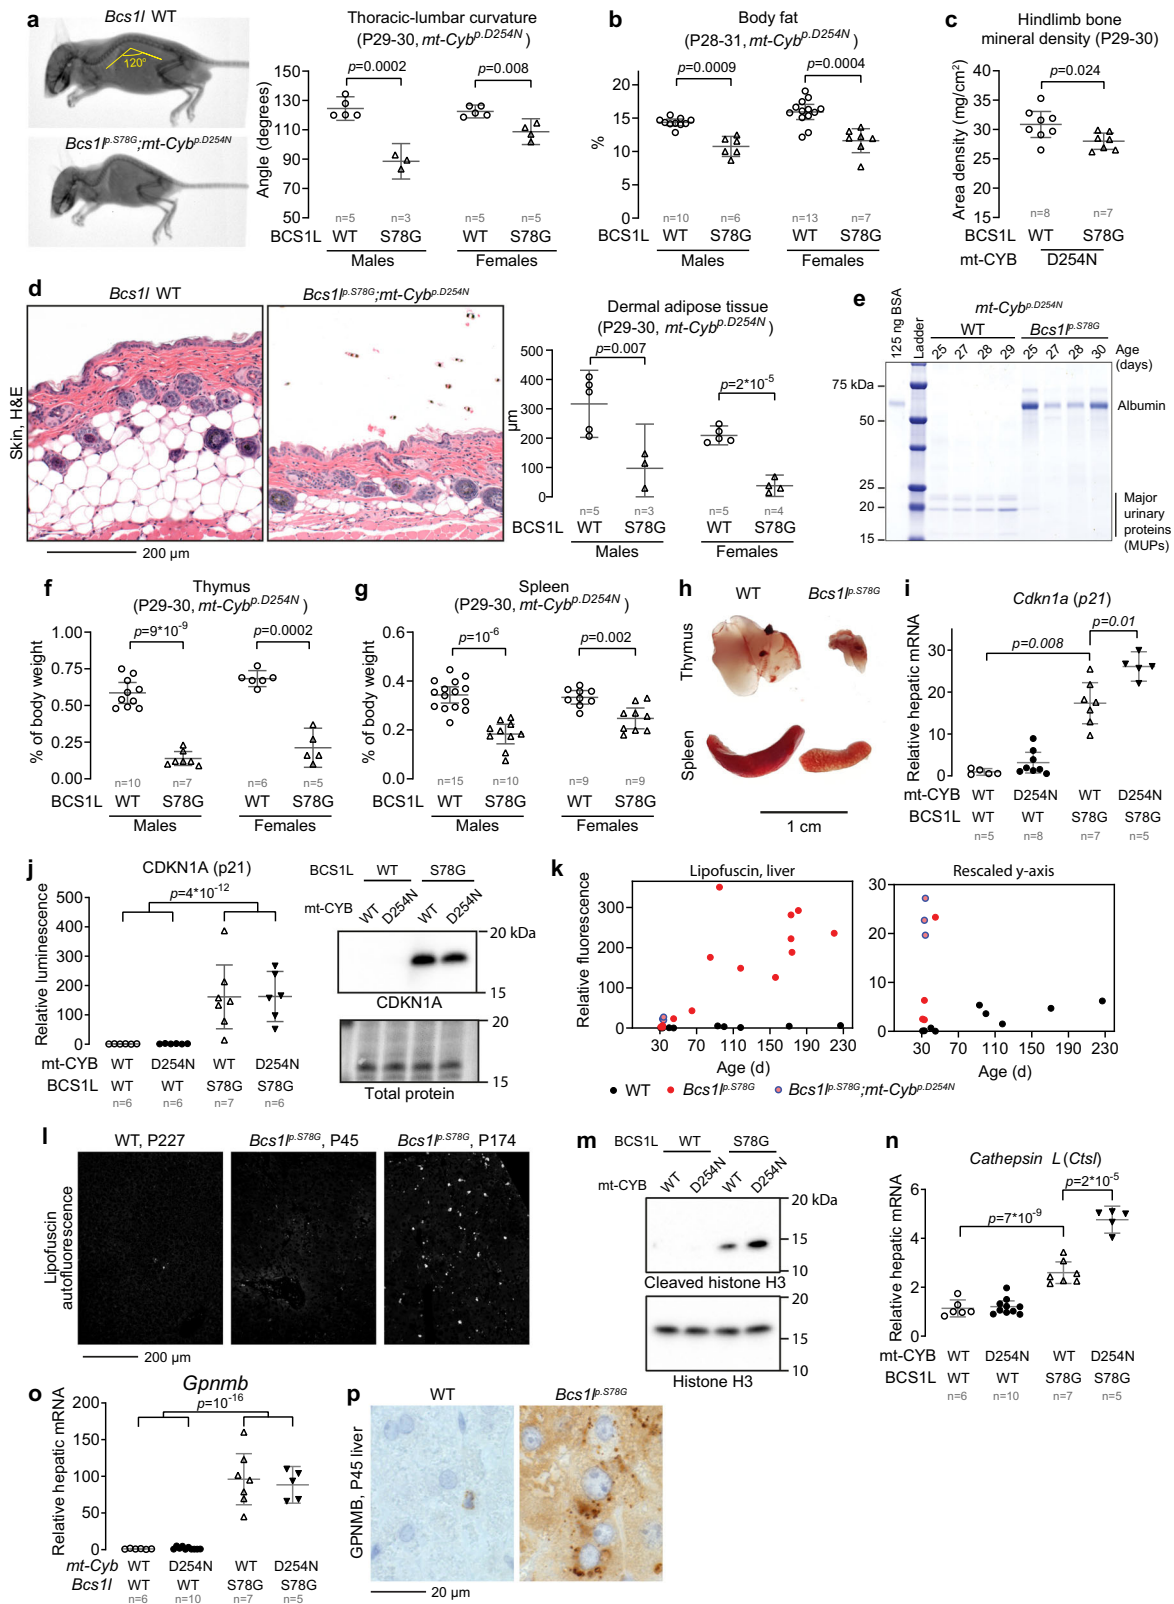 a
Bcs1l WT
120°
Bcs1lp.S78G;mt-Cybp.D254N
Thoracic-lumbar curvature
(P29-30, mt-Cybp.D254N)
p=0.0002
p=0.008
Angle (degrees)
150
130
110
90
70
50
n=5
n=3
n=5
n=5
BCS1L WT S78G WT S78G
Males
Females
b
Body fat
(P28-31, mt-Cybp.D254N)
p=0.0009
p=0.0004
%
20
15
10
5
0
n=10
n=6
n=13
n=7
BCS1L WT S78G WT S78G
Males
Females
c
Hindlimb bone
mineral density (P29-30)
p=0.024
Area density (mg/cm²)
40
35
30
25
20
15
n=8
n=7
BCS1L WT S78G
mt-CYB D254N
d
Bcs1l WT
Bcs1lp.S78G;mt-Cybp.D254N
Skin, H&E
200 µm
Dermal adipose tissue
(P29-30, mt-Cybp.D254N)
p=0.007
p=2*10-5
µm
500
400
300
200
100
0
n=5
n=3
n=5
n=4
BCS1L WT S78G WT S78G
Males
Females
e
mt-Cybp.D254N
WT
Bcs1lp.S78G
125 ng BSA
Ladder
25 27 28 29 25 27 28 30
Age
(days)
75 kDa
50
25
20
15
Albumin
Major
urinary
proteins
(MUPs)
f
Thymus
(P29-30, mt-Cybp.D254N)
p=9*10-9
p=0.0002
% of body weight
1.00
0.75
0.50
0.25
0.00
n=10
n=7
n=6
n=5
BCS1L WT S78G WT S78G
Males
Females
g
Spleen
(P29-30, mt-Cybp.D254N)
p=10-6
p=0.002
% of body weight
0.6
0.4
0.2
0.0
n=15
n=10
n=9
n=9
BCS1L WT S78G WT S78G
Males
Females
h
WT
Bcs1lp.S78G
Thymus
Spleen
1 cm
i
Cdkn1a (p21)
p=0.01
p=0.008
Relative hepatic mRNA
30
20
10
0
mt-CYB WT D254N WT D254N
BCS1L WT WT S78G S78G
n=5
n=8
n=7
n=5
j
CDKN1A (p21)
p=4*10-12
Relative luminescence
500
400
300
200
100
0
mt-CYB WT D254N WT D254N
BCS1L WT WT S78G S78G
n=6
n=6
n=7
n=6
BCS1L WT S78G
mt-CYB WT D254N WT D254N
20 kDa
15
CDKN1A
20
15
Total protein
k
Lipofuscin, liver
Relative fluorescence
300
200
100
0
30 70 110 150 190 230
Age (d)
Rescaled y-axis
30
20
10
0
30 70 110 150 190 230
Age (d)
WT
Bcs1lp.S78G
Bcs1lp.S78G;mt-Cybp.D254N
l
WT, P227
Bcs1lp.S78G, P45
Bcs1lp.S78G, P174
Lipofuscin
autofluorescence
200 µm
m
BCS1L WT S78G
mt-CYB WT D254N WT D254N
20 kDa
15
10
Cleaved histone H3
20
15
10
Histone H3
n
Cathepsin L (Ctsl)
p=2*10-5
p=7*10-9
Relative hepatic mRNA
6
4
2
0
mt-CYB WT D254N WT D254N
BCS1L WT WT S78G S78G
n=6
n=10
n=7
n=5
o
Gpnmb
p=10-16
Relative hepatic mRNA
200
150
100
50
0
mt-Cyb WT D254N WT D254N
Bcs1l WT WT S78G S78G
n=6
n=10
n=7
n=5
p
WT
Bcs1lp.S78G
GPNMB, P45 liver
20 µm